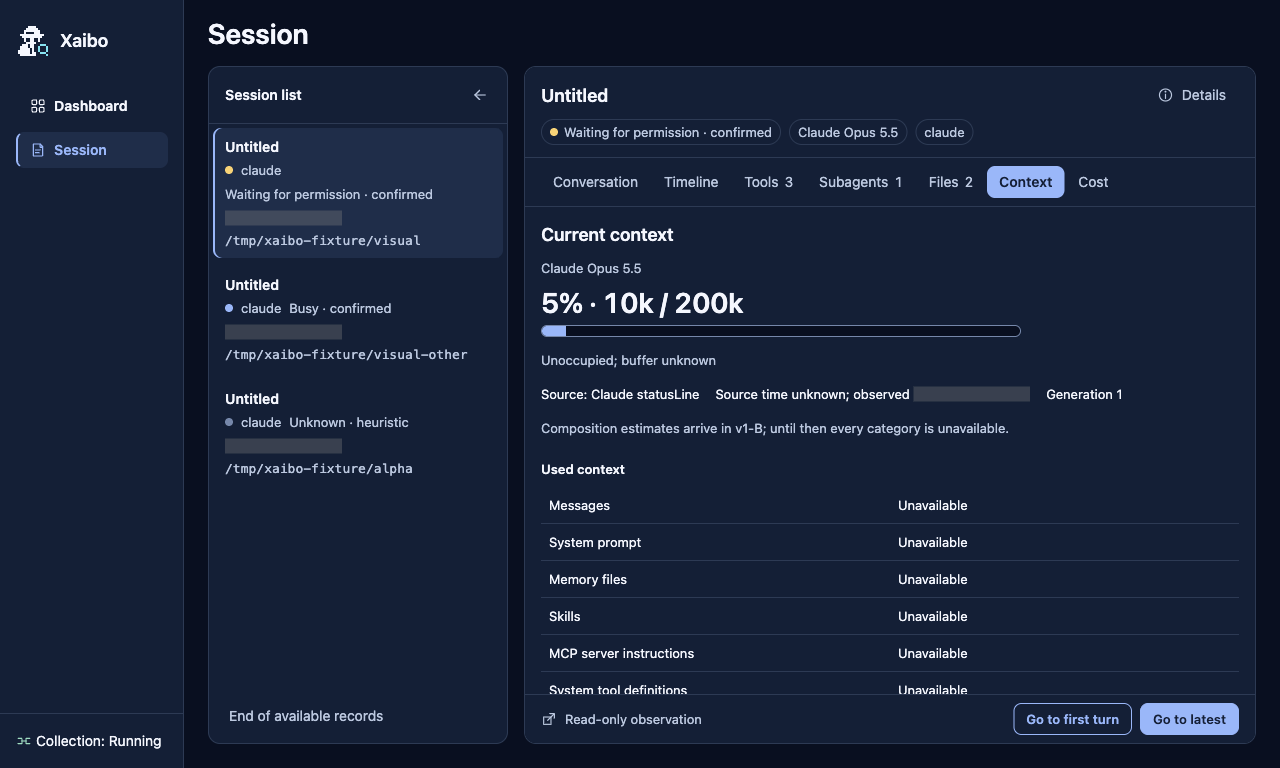 Xaibo
Dashboard
Session
Collection: Running
Session
Session list
Untitled
claude
Waiting for permission · confirmed
/tmp/xaibo-fixture/visual
Untitled
claude Busy · confirmed
/tmp/xaibo-fixture/visual-other
Untitled
claude Unknown · heuristic
/tmp/xaibo-fixture/alpha
End of available records
Untitled
Details
Waiting for permission · confirmed
Claude Opus 5.5
claude
Conversation Timeline Tools 3 Subagents 1 Files 2 Context Cost
Current context
Claude Opus 5.5
5% · 10k / 200k
Unoccupied; buffer unknown
Source: Claude statusLine Source time unknown; observed Generation 1
Composition estimates arrive in v1-B; until then every category is unavailable.
Used context
Messages Unavailable
System prompt Unavailable
Memory files Unavailable
Skills Unavailable
MCP server instructions Unavailable
System tool definitions Unavailable
Read-only observation
Go to first turn
Go to latest